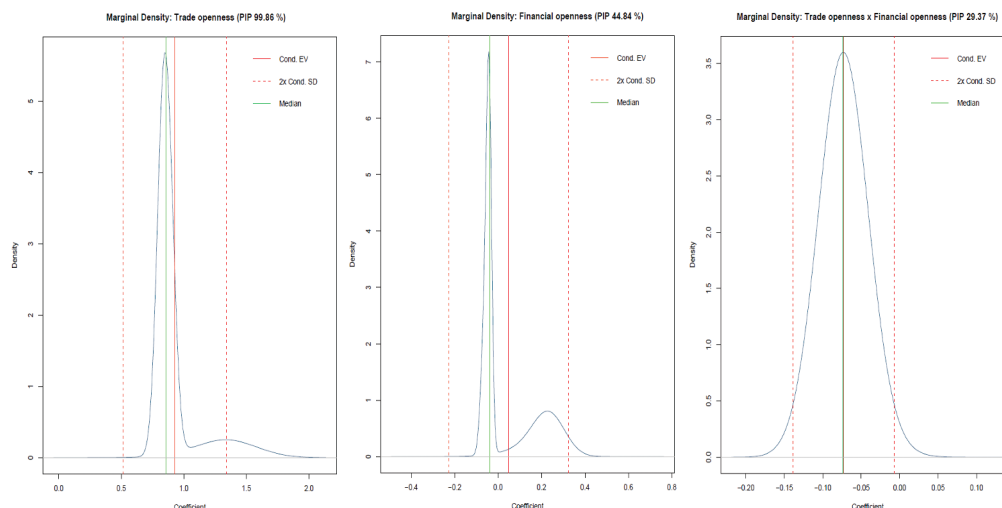 Marginal Density: Trade openness (PIP 99.86 %)
Cond. EV
2x Cond. SD
Median
Density
0
1
2
3
4
5
0.0
0.5
1.0
1.5
2.0
Coefficient
Marginal Density: Financial openness (PIP 44.84 %)
Cond. EV
2x Cond. SD
Median
Density
0
1
2
3
4
5
6
7
−0.4
−0.2
0.0
0.2
0.4
0.6
0.8
Coefficient
Marginal Density: Trade openness x Financial openness (PIP 29.37 %)
Cond. EV
2x Cond. SD
Median
Density
0.0
0.5
1.0
1.5
2.0
2.5
3.0
3.5
−0.20
−0.15
−0.10
−0.05
0.00
0.05
0.10
Coefficient